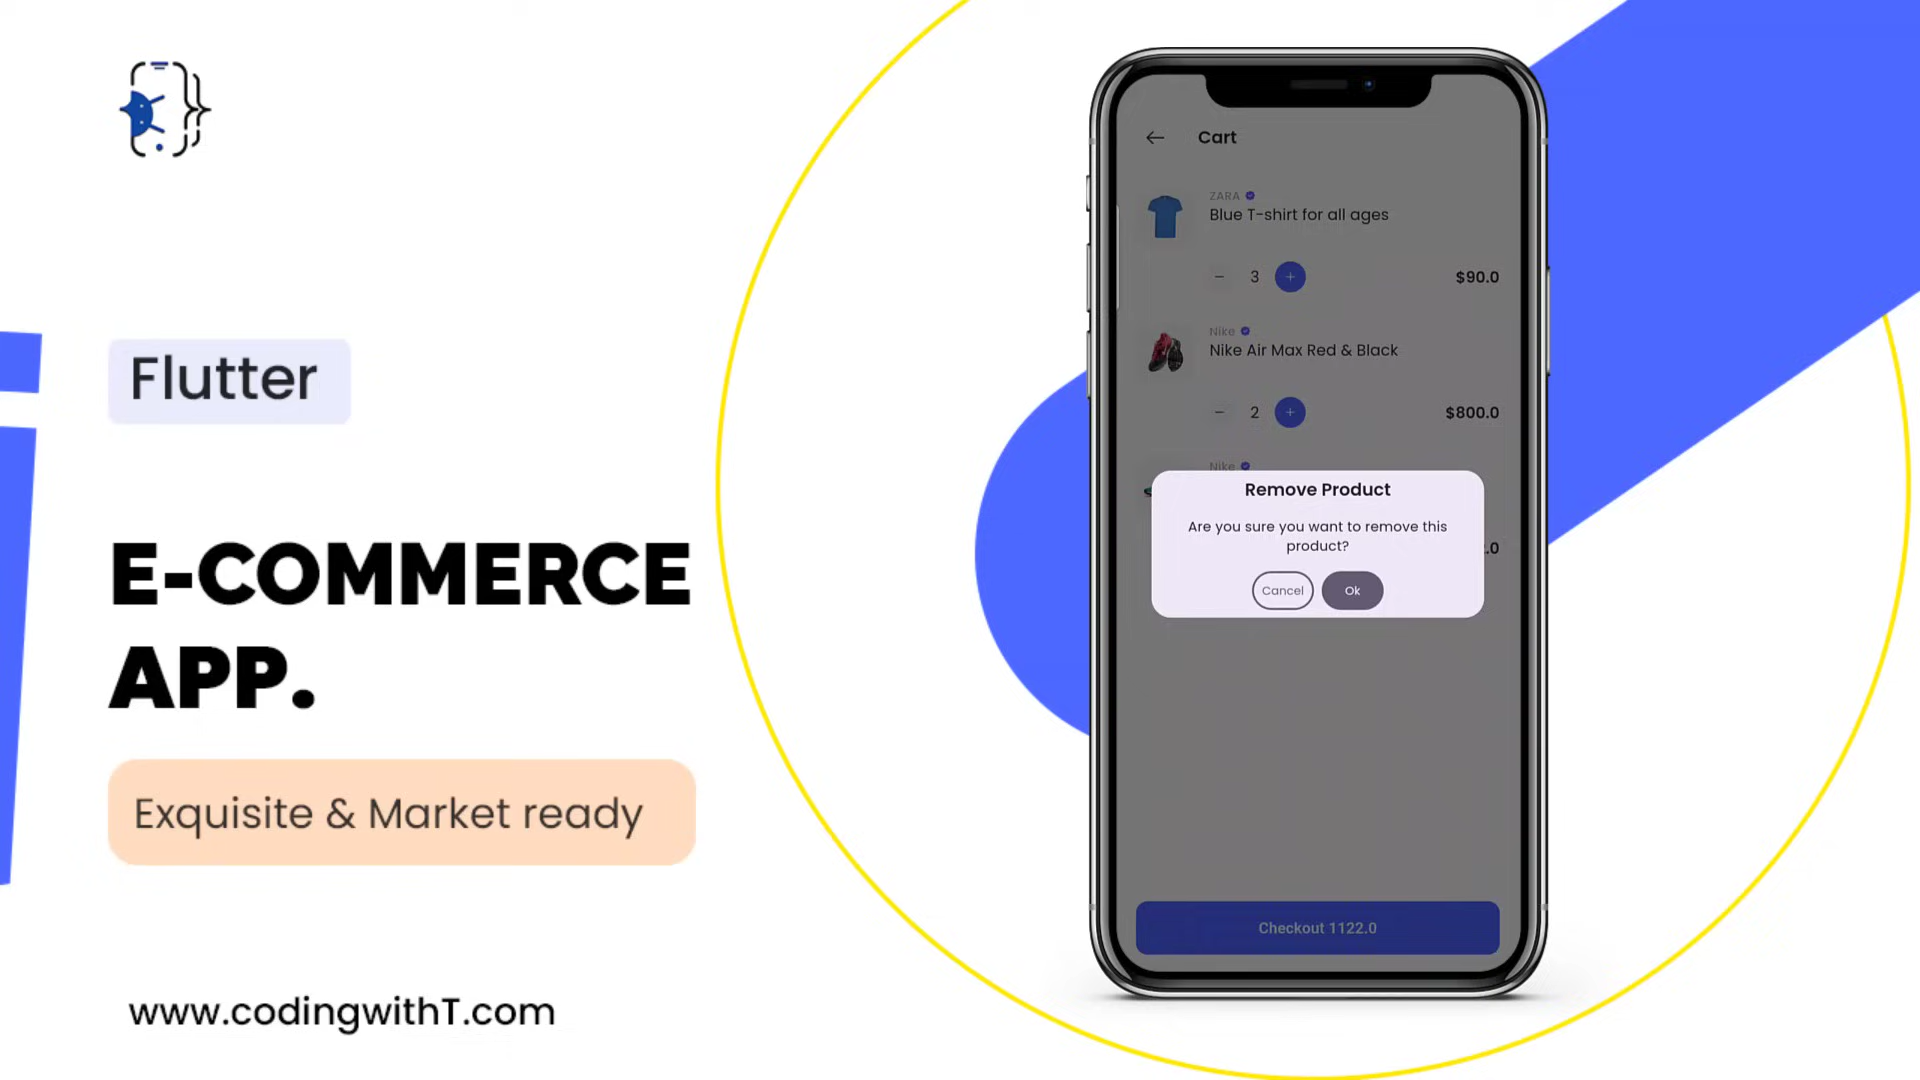 Flutter
E-COMMERCE
APP.
Exquisite & Market ready
www.codingwithT.com
Cart
ZARA
Blue T-shirt for all ages
− 3 + $90.0
Nike
Nike Air Max Red & Black
− 2 + $800.0
Nike
.0
Remove Product
Are you sure you want to remove this
product?
Cancel Ok
Checkout 1122.0